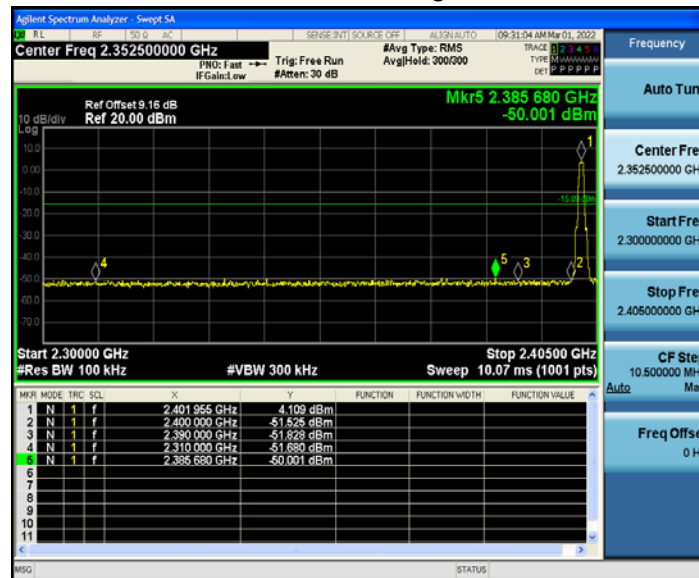 Agilent Spectrum Analyzer - Swept SA
RL RF 50 Ω AC SENSE:INT SOURCE OFF ALIGN AUTO 09:31:04 AM Mar 01, 2022
Center Freq 2.352500000 GHz #Avg Type: RMS TRACE 1 2 3 4 5 6
PNO: Fast Trig: Free Run Avg|Hold: 300/300 TYPE M
IFGain:Low #Atten: 30 dB DET P P P P P P
Mkr5 2.385 680 GHz
-50.001 dBm
Ref Offset 9.16 dB
10 dB/div Ref 20.00 dBm
Log
10.0
0.00
-10.0
-20.0
-30.0
-40.0
-50.0
-60.0
-70.0
1
4
5
3
2
Start 2.30000 GHz Stop 2.40500 GHz
#Res BW 100 kHz #VBW 300 kHz Sweep 10.07 ms (1001 pts)
MKR MODE TRC SCL X Y FUNCTION FUNCTION WIDTH FUNCTION VALUE
1 N 1 f 2.401 955 GHz 4.109 dBm
2 N 1 f 2.400 000 GHz -51.525 dBm
3 N 1 f 2.390 000 GHz -51.828 dBm
4 N 1 f 2.310 000 GHz -51.680 dBm
5 N 1 f 2.385 680 GHz -50.001 dBm
6
7
8
9
10
11
MSG STATUS
Frequency
Auto Tun
Center Fre
2.352500000 GH
Start Fre
2.300000000 GH
Stop Fre
2.405000000 GH
CF Ste
10.500000 MH
Auto Ma
Freq Offse
0 H